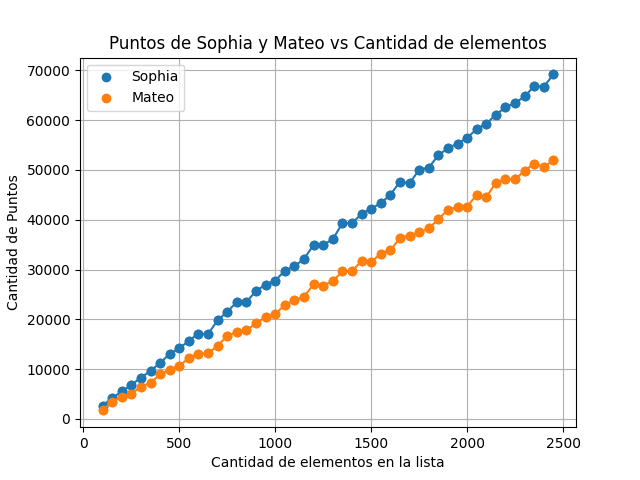 Puntos de Sophia y Mateo vs Cantidad de elementos
Sophia
Mateo
70000
60000
50000
40000
30000
20000
10000
0
Cantidad de Puntos
0 500 1000 1500 2000 2500
Cantidad de elementos en la lista